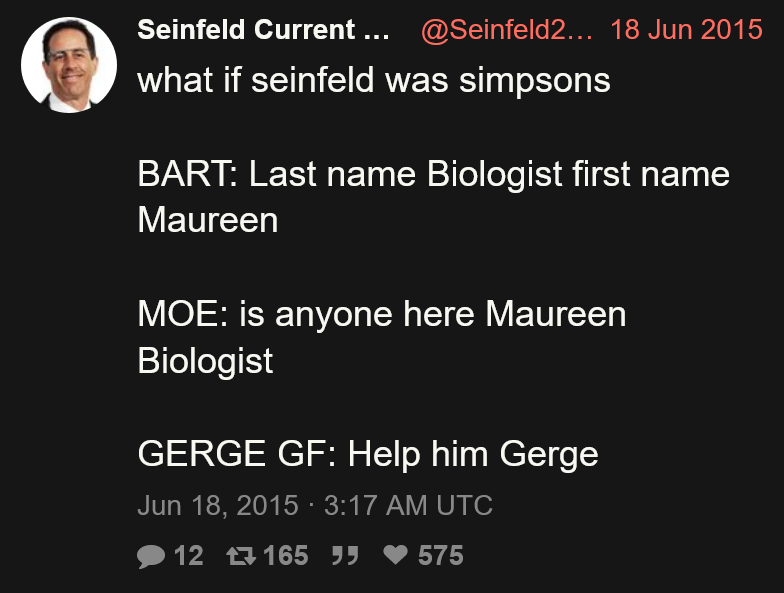 Seinfeld Current ... @Seinfeld2... 18 Jun 2015
what if seinfeld was simpsons
BART: Last name Biologist first name
Maureen
MOE: is anyone here Maureen
Biologist
GERGE GF: Help him Gerge
Jun 18, 2015 · 3:17 AM UTC
12 165 575